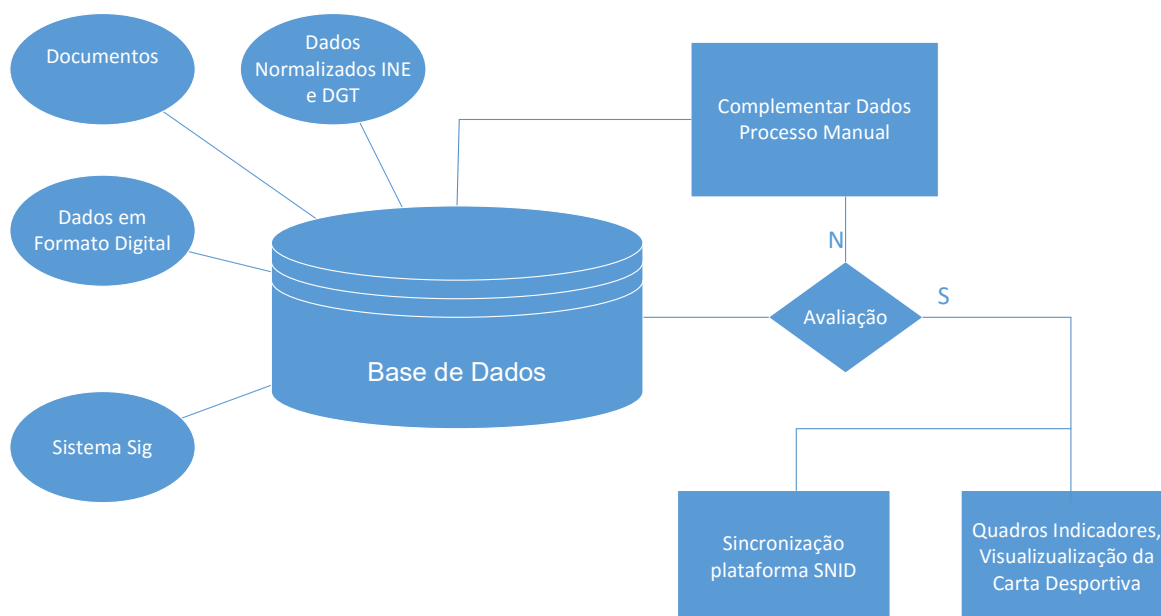 Documentos
Dados
Normalizados INE
e DGT
Complementar Dados
Processo Manual
Dados em
Formato Digital
N
S
Avaliação
Base de Dados
Sistema Sig
Sincronização
plataforma SNID
Quadros Indicadores,
Visualizualização da
Carta Desportiva